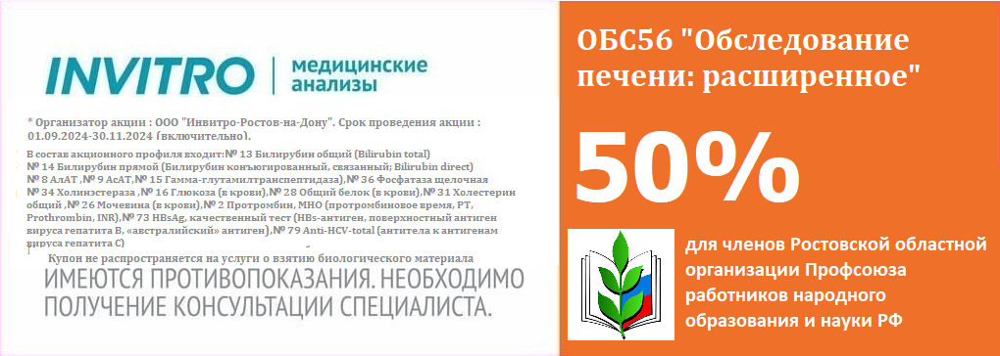 INVITRO
медицинские
анализы
* Организатор акции : ООО "Инвитро-Ростов-на-Дону". Срок проведения акции :
01.09.2024-30.11.2024 (включительно).
В состав акционного профиля входит:№ 13 Билирубин общий (Bilirubin total)
№ 14 Билирубин прямой (Билирубин конъюгированный, связанный; Bilirubin direct)
№ 8 АлАТ ,№ 9 АсАТ,№ 15 Гамма-глутамилтранспептидаза),№ 36 Фосфатаза щелочная
№ 34 Холинэстераза ,№ 16 Глюкоза (в крови),№ 28 Общий белок (в крови),№ 31 Холестерин
общий ,№ 26 Мочевина (в крови),№ 2 Протромбин, МНО (протромбиновое время, PT,
Prothrombin, INR),№ 73 HBsAg, качественный тест (HBs-антиген, поверхностный антиген
вируса гепатита B, «австралийский» антиген),№ 79 Anti-HCV-total (антитела к антигенам
вируса гепатита C)
Купон не распространяется на услуги о взятию биологического материала
ИМЕЮТСЯ ПРОТИВОПОКАЗАНИЯ. НЕОБХОДИМО
ПОЛУЧЕНИЕ КОНСУЛЬТАЦИИ СПЕЦИАЛИСТА.
ОБС56 "Обследование
печени: расширенное"
50%
для членов Ростовской областной
организации Профсоюза
работников народного
образования и науки РФ